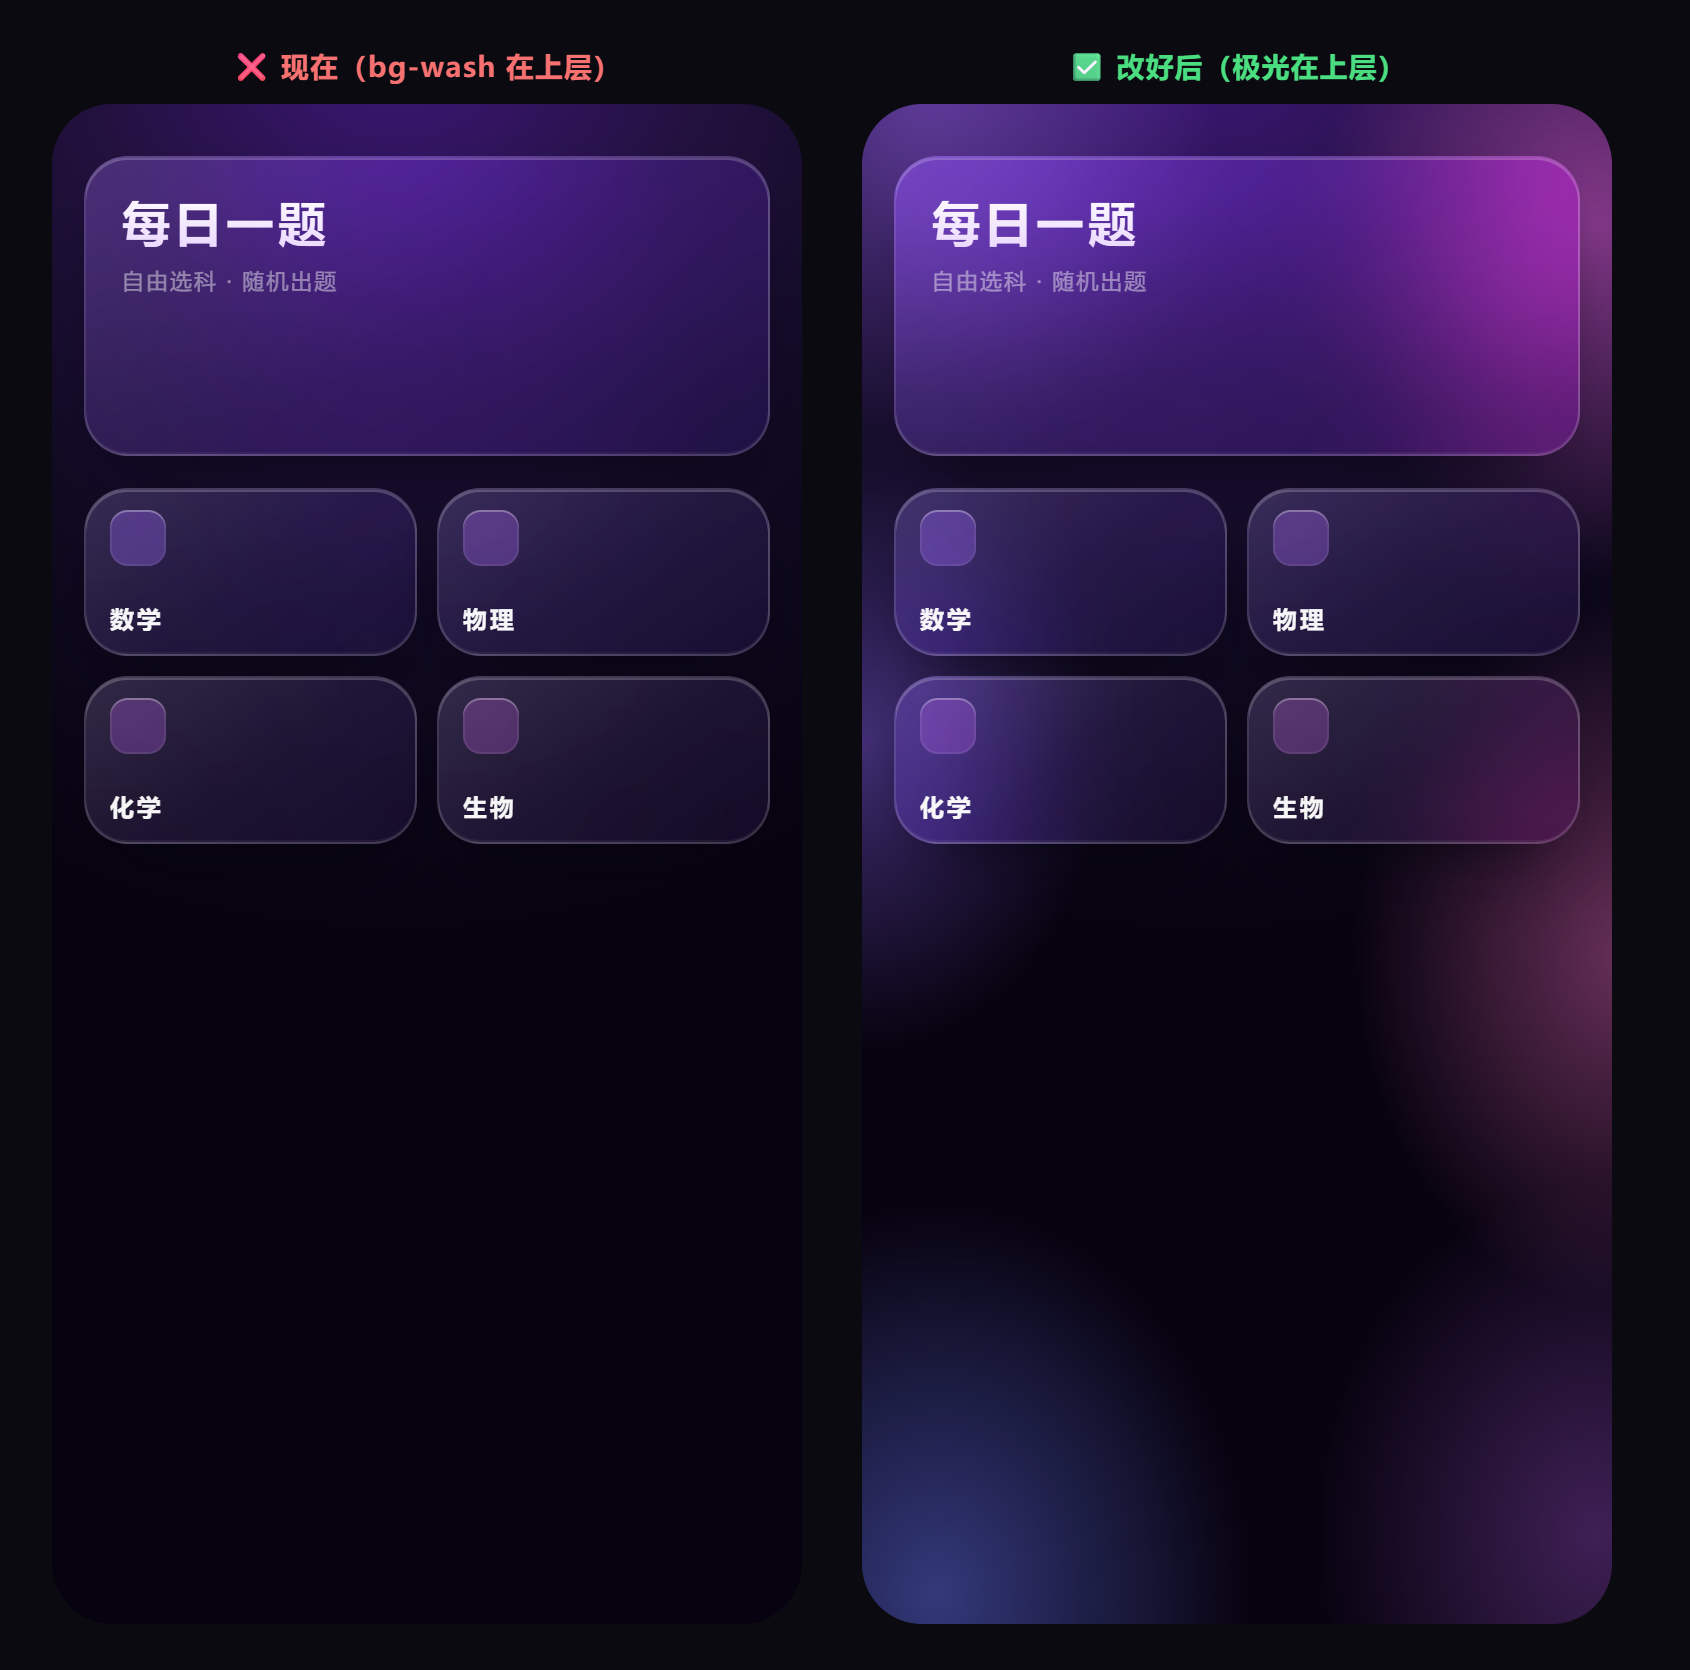 ❌ 现在（bg-wash 在上层）
每日一题
自由选科 · 随机出题
数学
物理
化学
生物
✅ 改好后（极光在上层）
每日一题
自由选科 · 随机出题
数学
物理
化学
生物